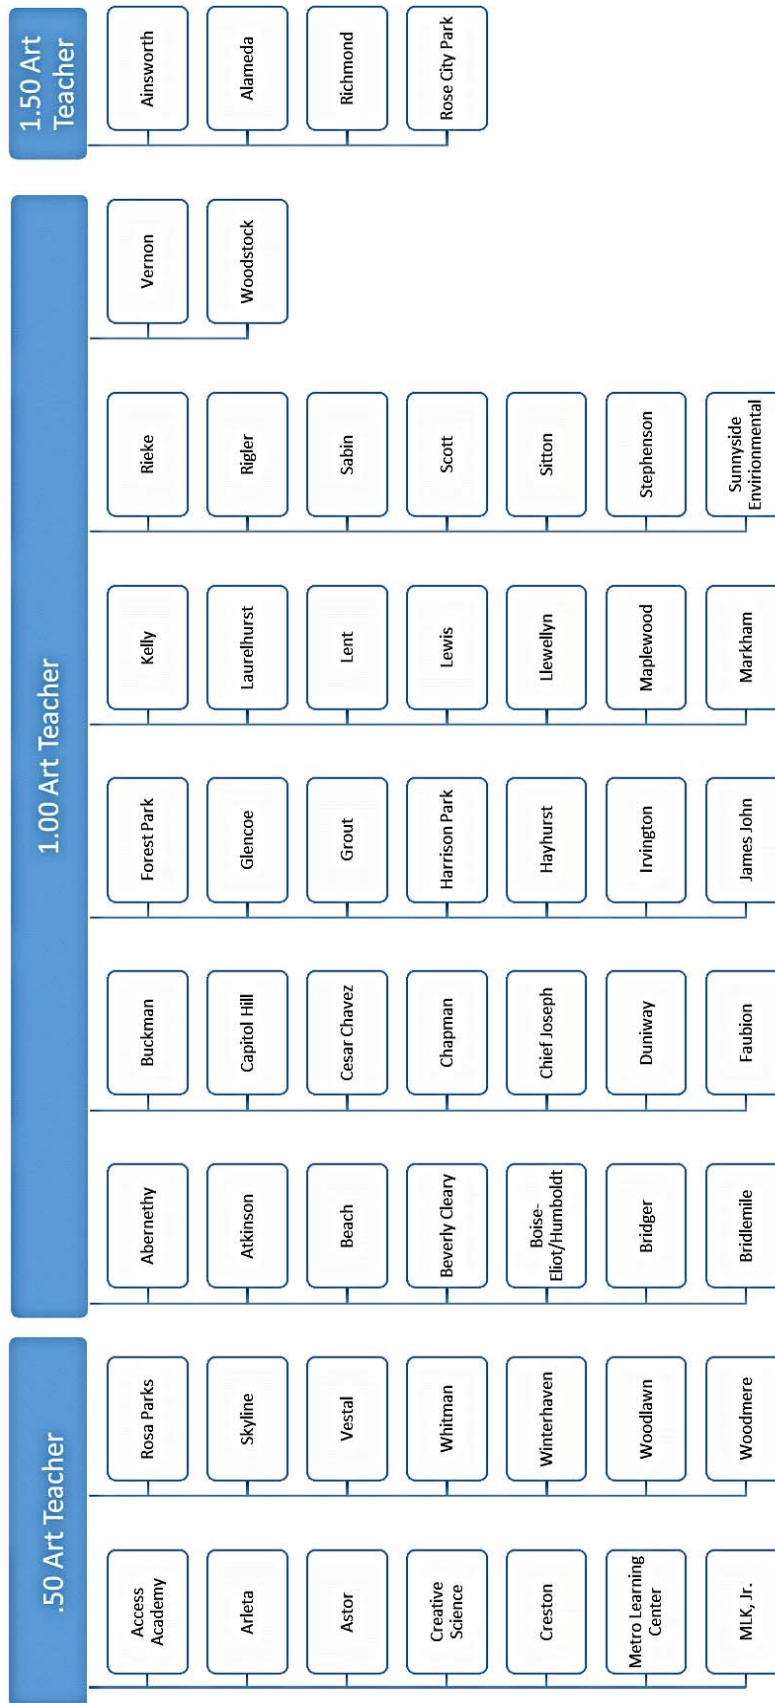 .50 Art Teacher
Access
Academy
Arleta
Astor
Creative
Science
Creston
Metro Learning
Center
MLK, Jr.
Rosa Parks
Skyline
Vestal
Whitman
Winterhaven
Woodlawn
Woodmere
1.00 Art Teacher
Abernethy
Atkinson
Beach
Beverly Cleary
Boise-
Eliot/Humboldt
Bridger
Bridlemile
Buckman
Capitol Hill
Cesar Chavez
Chapman
Chief Joseph
Duniway
Faubion
Forest Park
Glencoe
Grout
Harrison Park
Hayhurst
Irvington
James John
Kelly
Laurelhurst
Lent
Lewis
Llewellyn
Maplewood
Markham
Rieke
Rigler
Sabin
Scott
Sitton
Stephenson
Sunnyside
Envirionmental
Vernon
Woodstock
1.50 Art
Teacher
Ainsworth
Alameda
Richmond
Rose City Park